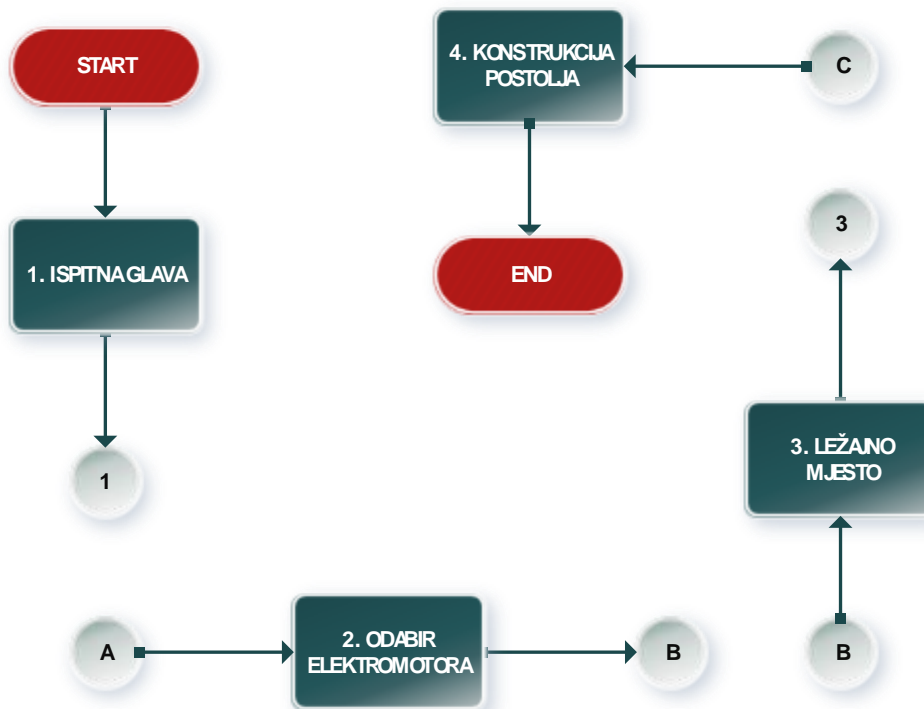 START
1. ISPITNA GLAVA
1
A
2. ODABIR
ELEKTROMOTORA
B
B
3. LEŽAJNO
MJESTO
3
C
4. KONSTRUKCIJA
POSTOLJA
END